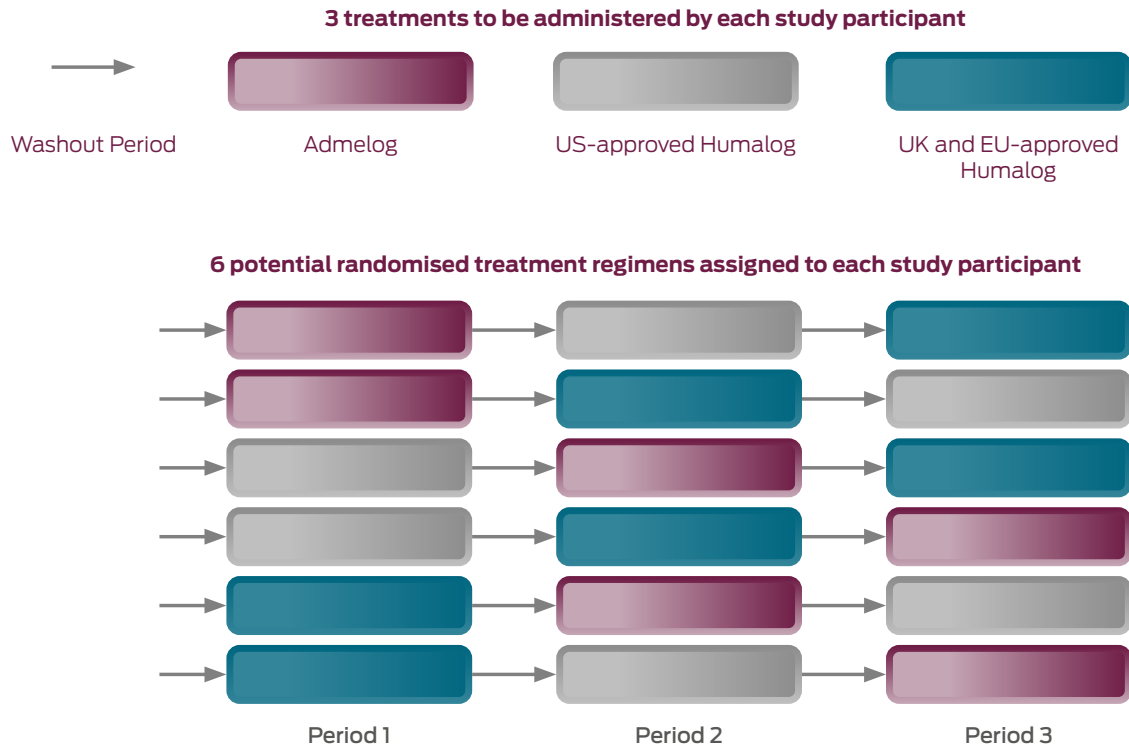 3 treatments to be administered by each study participant
Washout Period
Admelog
US-approved Humalog
UK and EU-approved
Humalog
6 potential randomised treatment regimens assigned to each study participant
Period 1
Period 2
Period 3